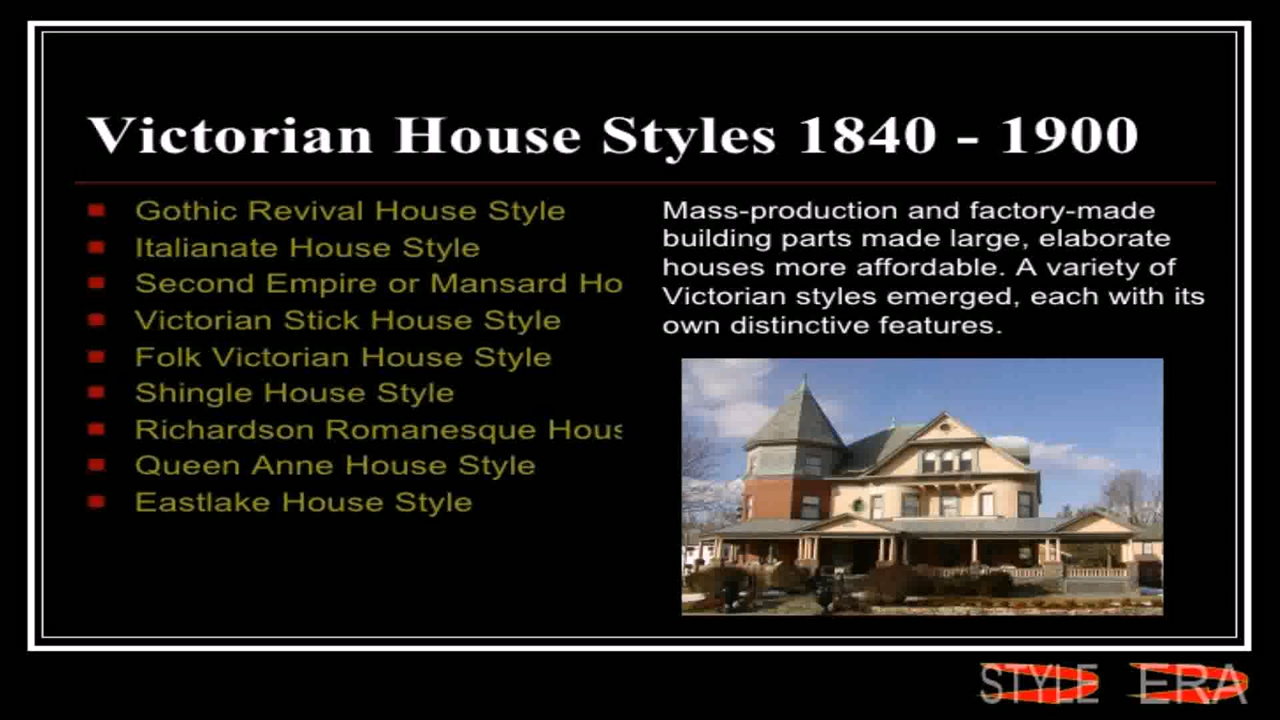 Victorian House Styles 1840 - 1900
Gothic Revival House Style
Italianate House Style
Second Empire or Mansard Ho
Victorian Stick House Style
Folk Victorian House Style
Shingle House Style
Richardson Romanesque Hous
Queen Anne House Style
Eastlake House Style
Mass-production and factory-made
building parts made large, elaborate
houses more affordable. A variety of
Victorian styles emerged, each with its
own distinctive features.
STYLE ERA